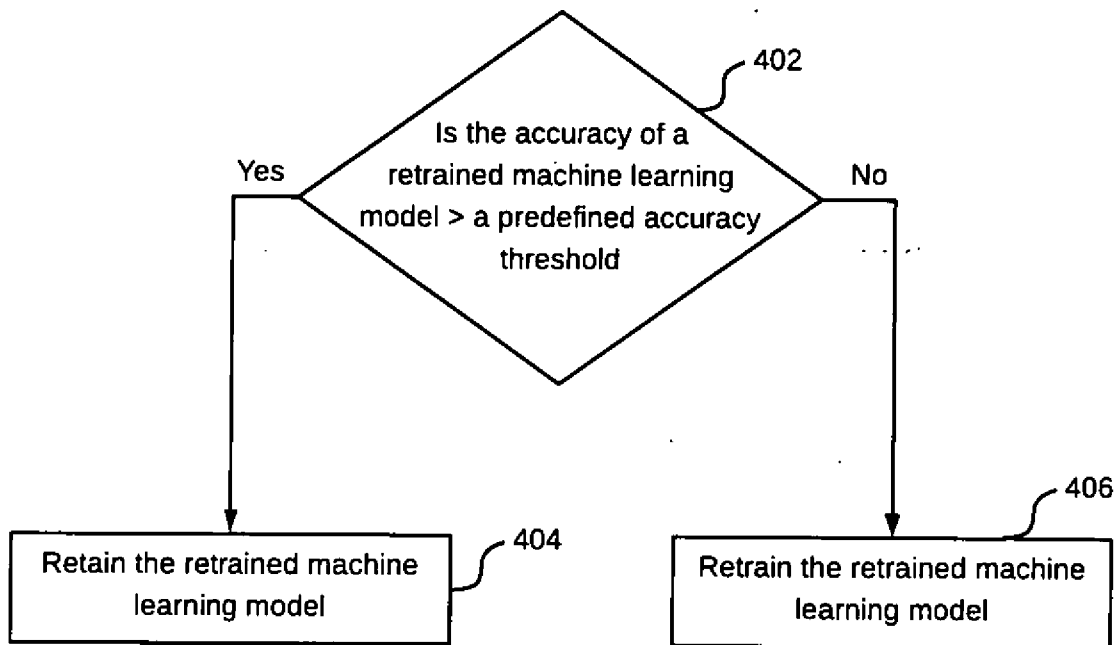 402
Is the accuracy of a
retrained machine learning
model > a predefined accuracy
threshold
Yes
No
404
Retain the retrained machine
learning model
406
Retrain the retrained machine
learning model